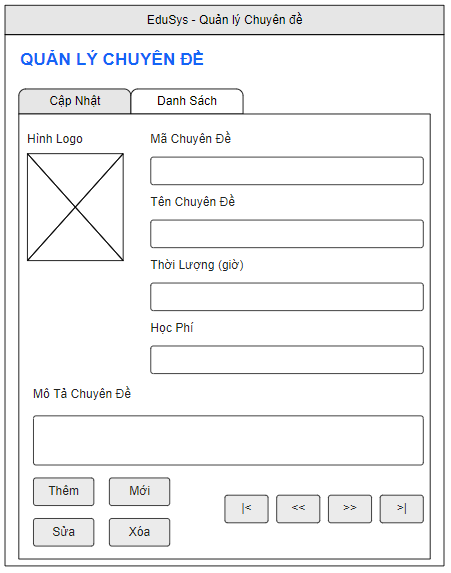 EduSys - Quản lý Chuyên đề
QUẢN LÝ CHUYÊN ĐỀ
Cập Nhật
Danh Sách
Hình Logo
Mã Chuyên Đề
Tên Chuyên Đề
Thời Lượng (giờ)
Học Phí
Mô Tả Chuyên Đề
Thêm
Mới
Sửa
Xóa
|<
<<
>>
>|